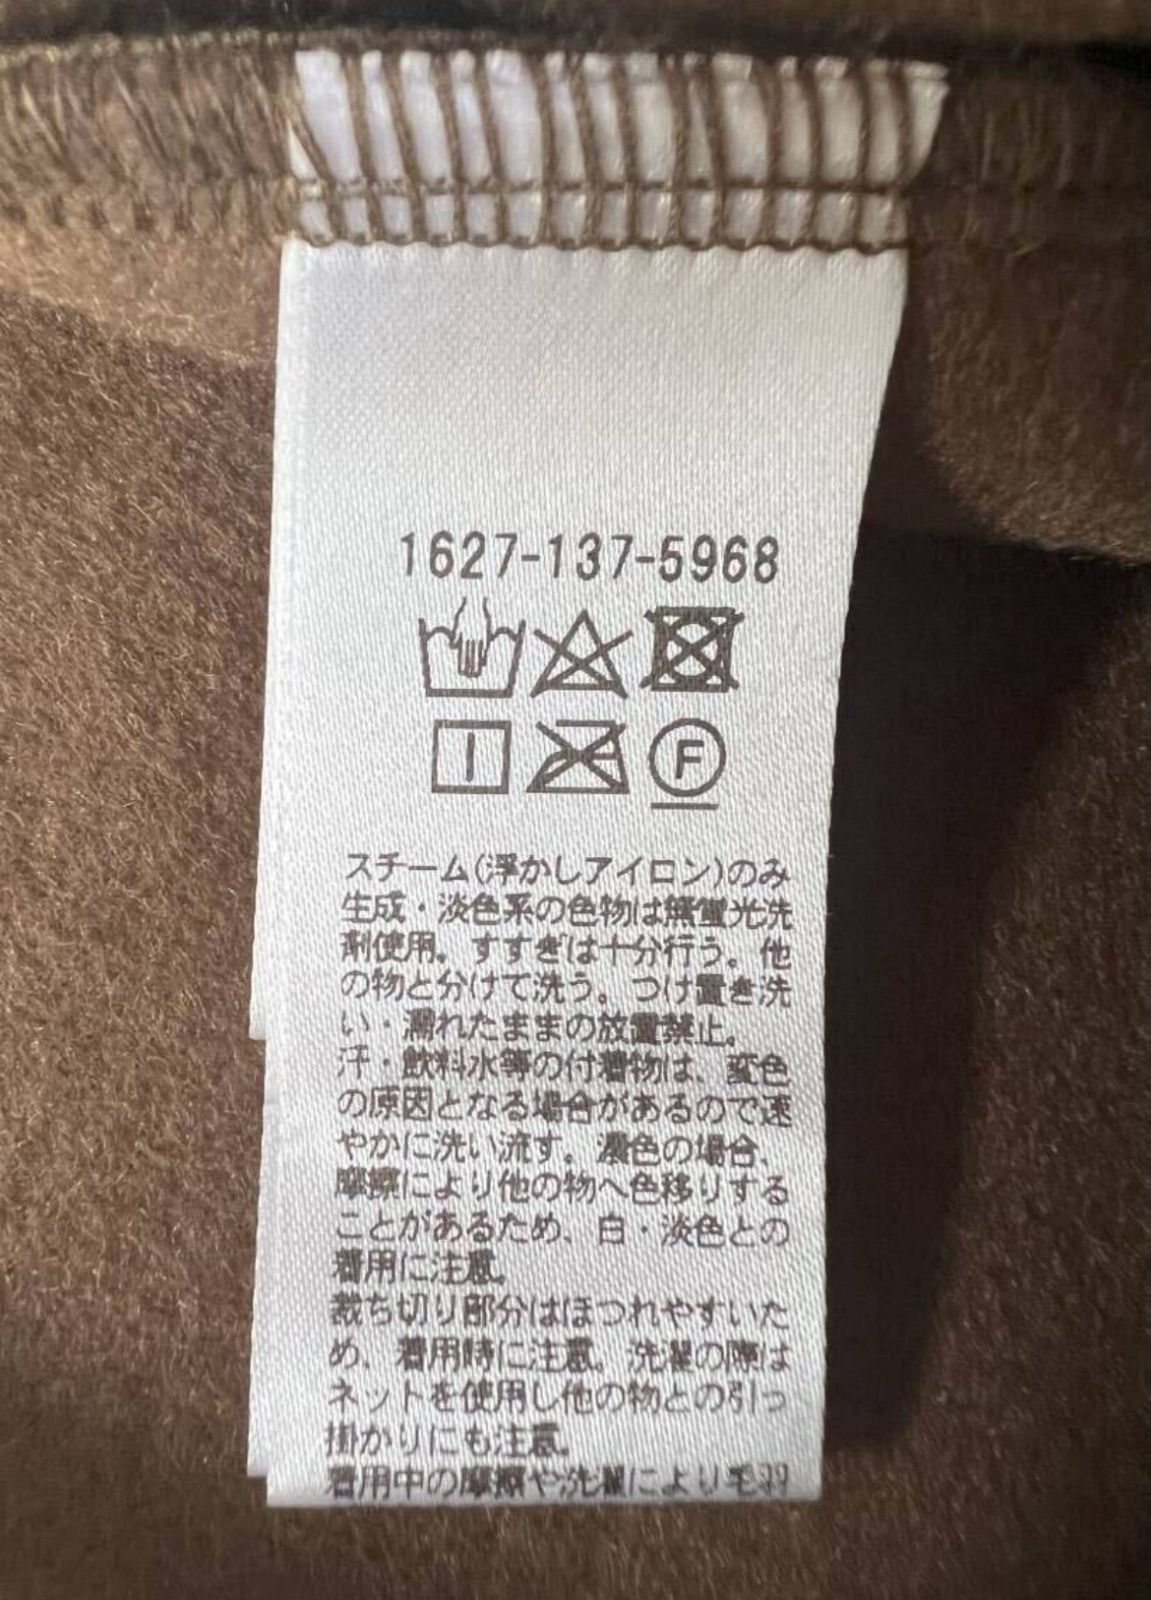 1627-137-5968
F
スチーム(浮かしアイロン)のみ
生成・淡色系の色物は無蛍光洗
剤使用。すすぎは十分行う。他
の物と分けて洗う。つけ置き洗
い・濡れたままの放置禁止。
汗・飲料水等の付着物は、変色
の原因となる場合があるので速
やかに洗い流す。濃色の場合、
摩擦により他の物へ色移りする
ことがあるため、白・淡色との
着用に注意。
裁ち切り部分はほつれやすいた
め、着用時に注意。洗濯の際は
ネットを使用し他の物との引っ
掛かりにも注意。
着用中の摩擦や洗濯により毛羽